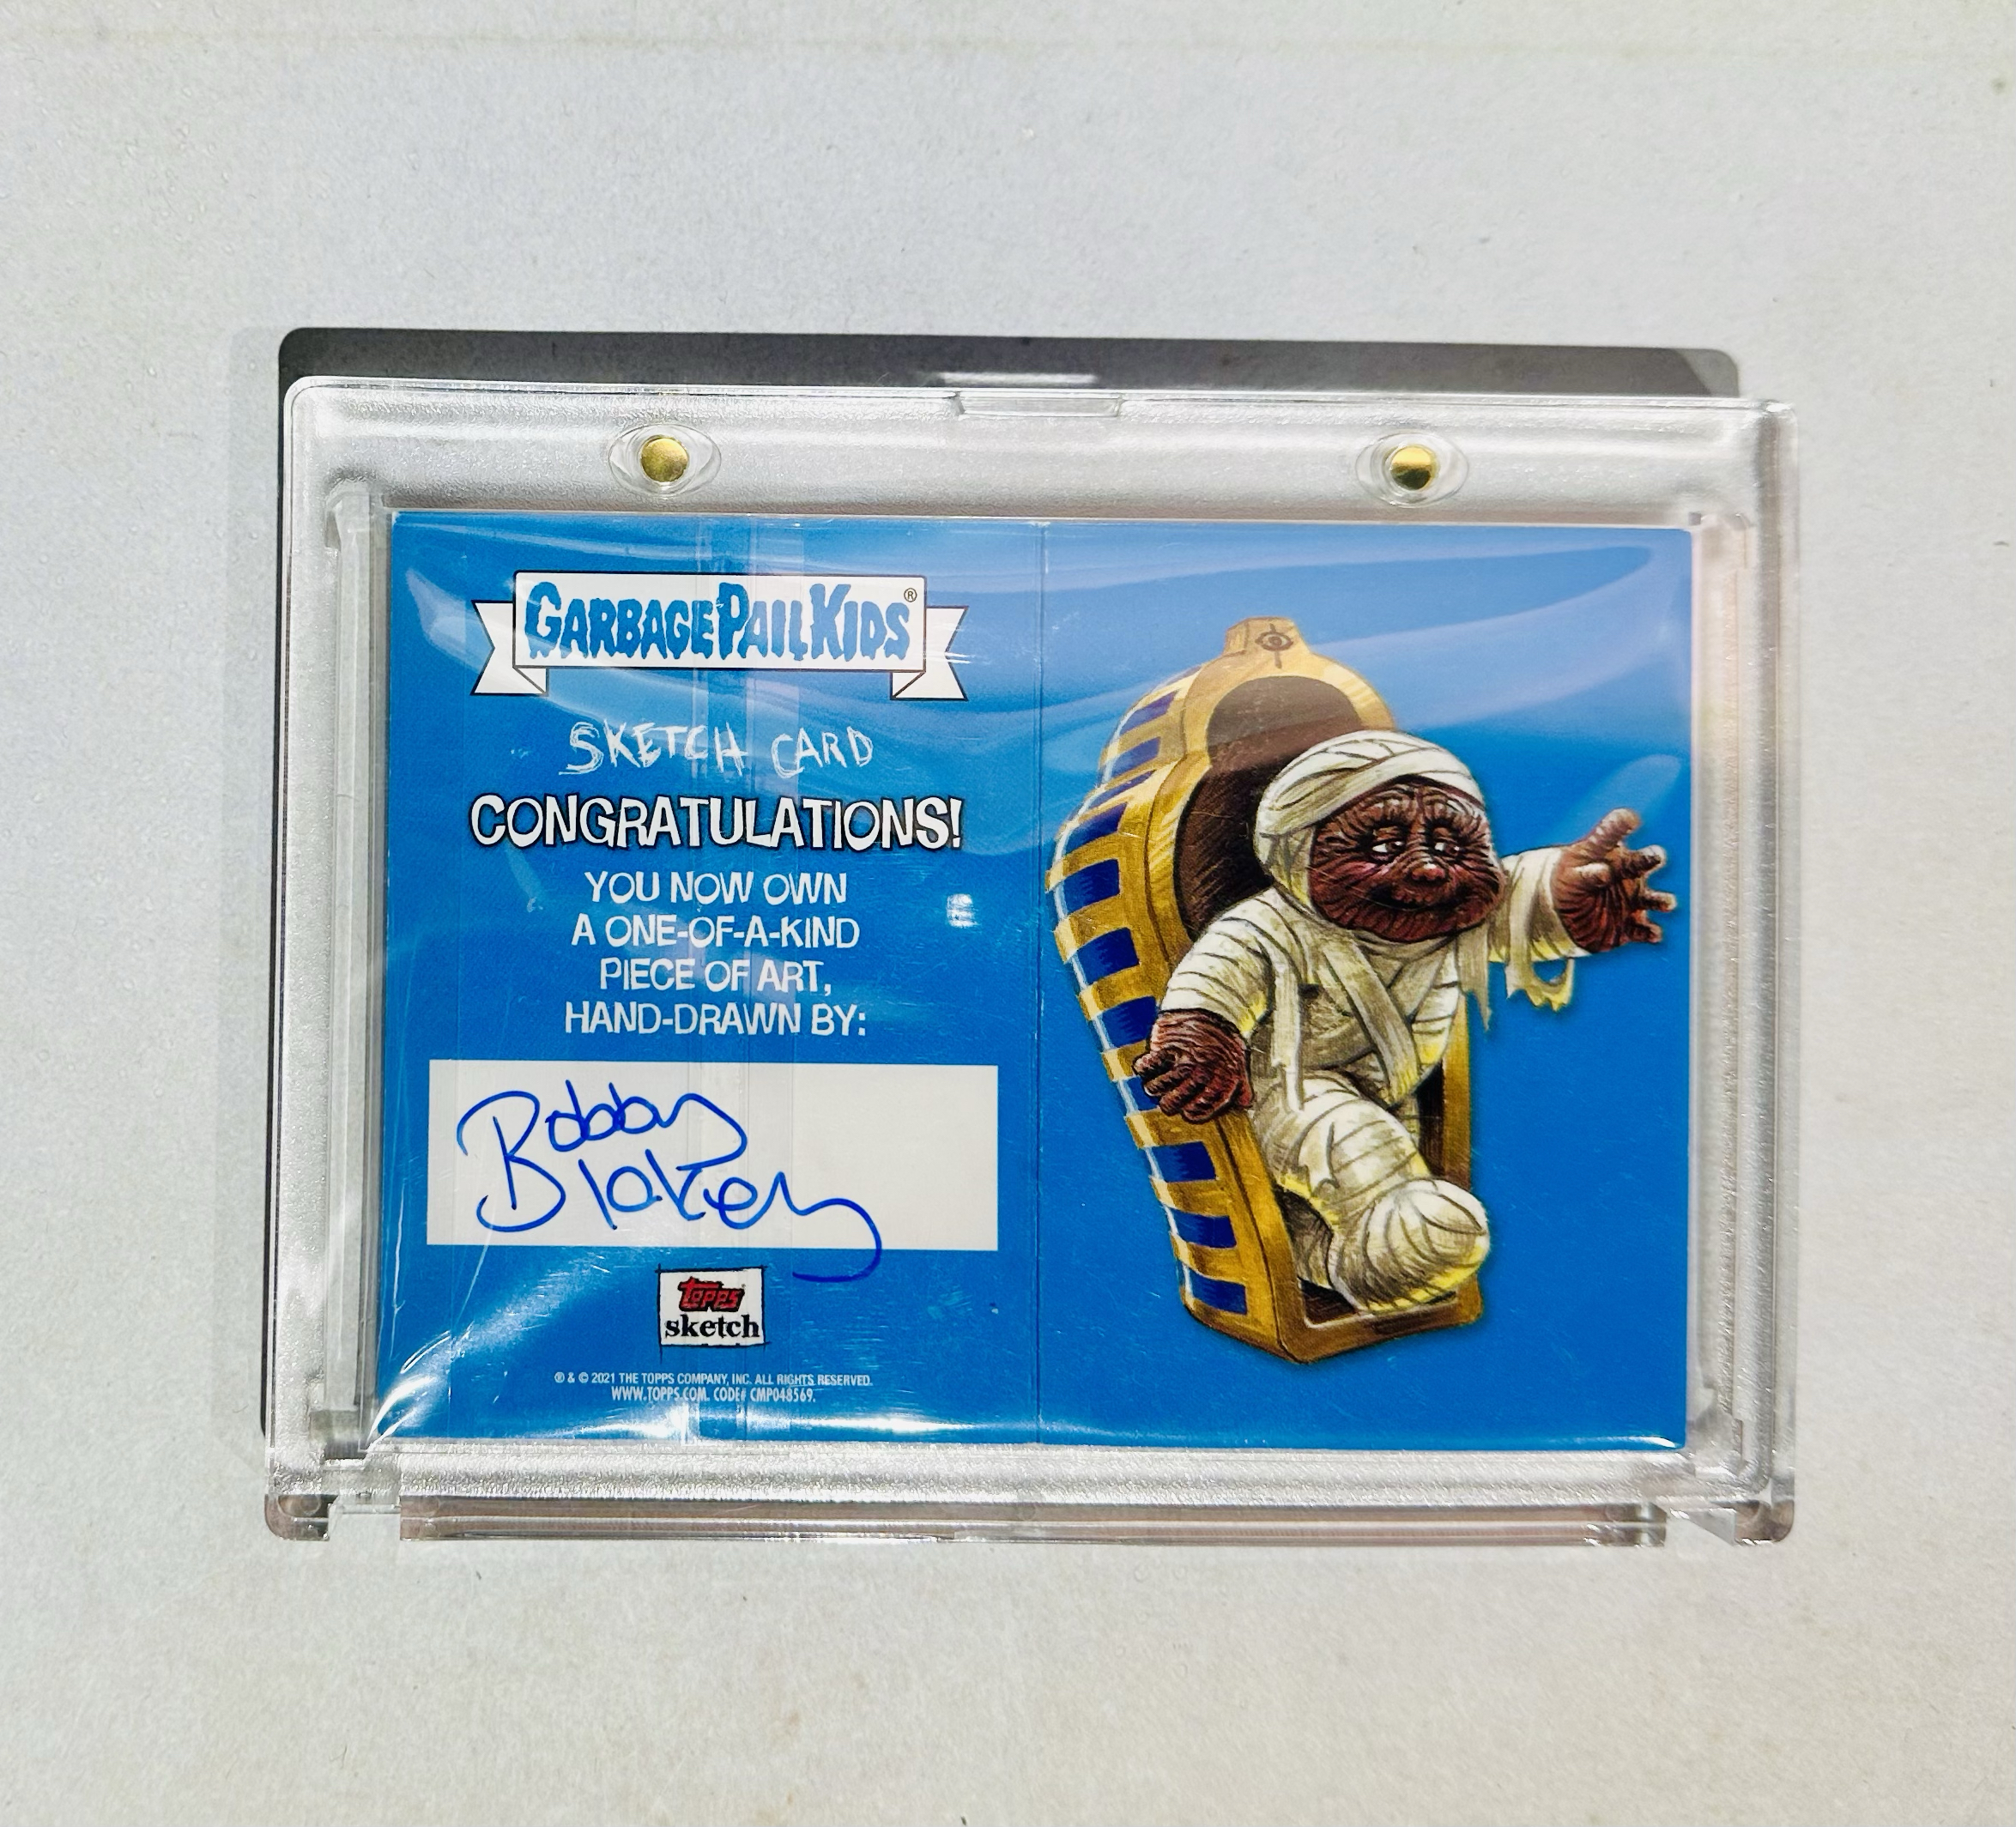 GARBAGE PAIL KIDS®
SKETCH CARD
CONGRATULATIONS!
YOU NOW OWN
A ONE-OF-A-KIND
PIECE OF ART,
HAND-DRAWN BY:
Bobby
Blakey
TOPPS
sketch
® & © 2021 THE TOPPS COMPANY, INC. ALL RIGHTS RESERVED.
WWW.TOPPS.COM. CODE# CMP048569.